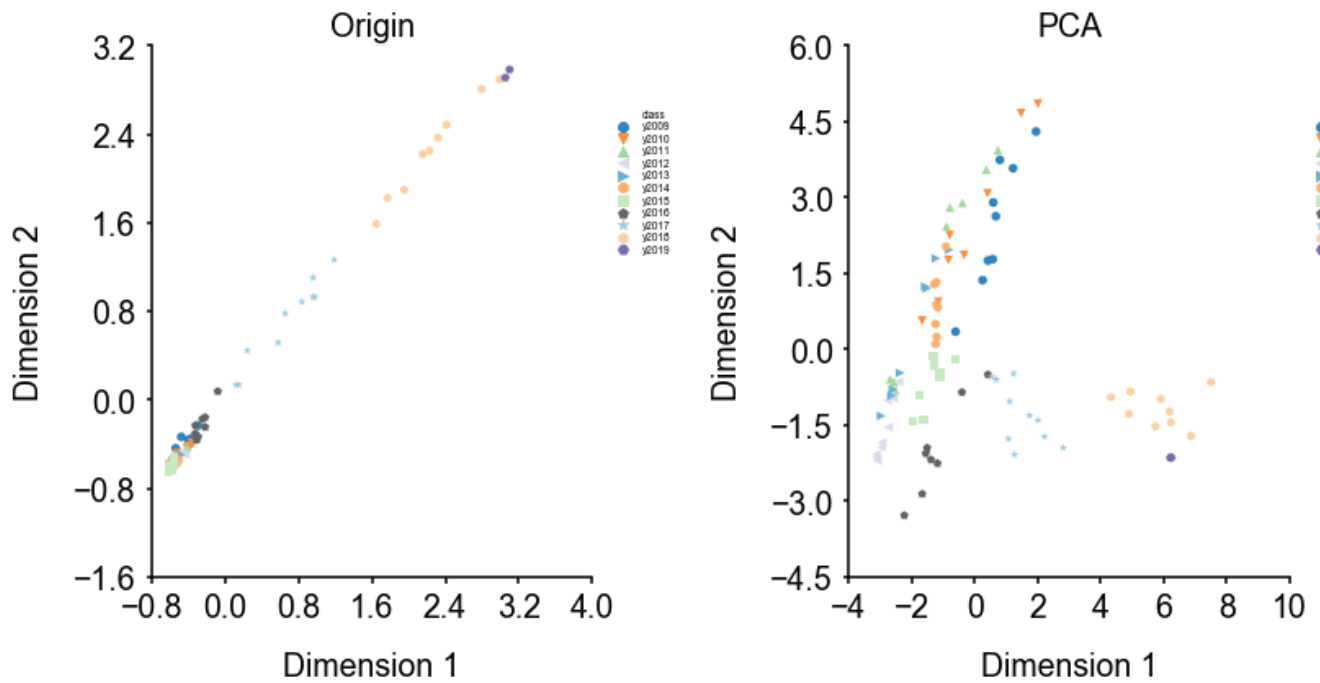 Origin
3.2
2.4
1.6
0.8
0.0
−0.8
−1.6
−0.8 0.0 0.8 1.6 2.4 3.2 4.0
Dimension 1
Dimension 2
class
y2009
y2010
y2011
y2012
y2013
y2014
y2015
y2016
y2017
y2018
y2019
PCA
6.0
4.5
3.0
1.5
0.0
−1.5
−3.0
−4.5
−4 −2 0 2 4 6 8 10
Dimension 1
Dimension 2